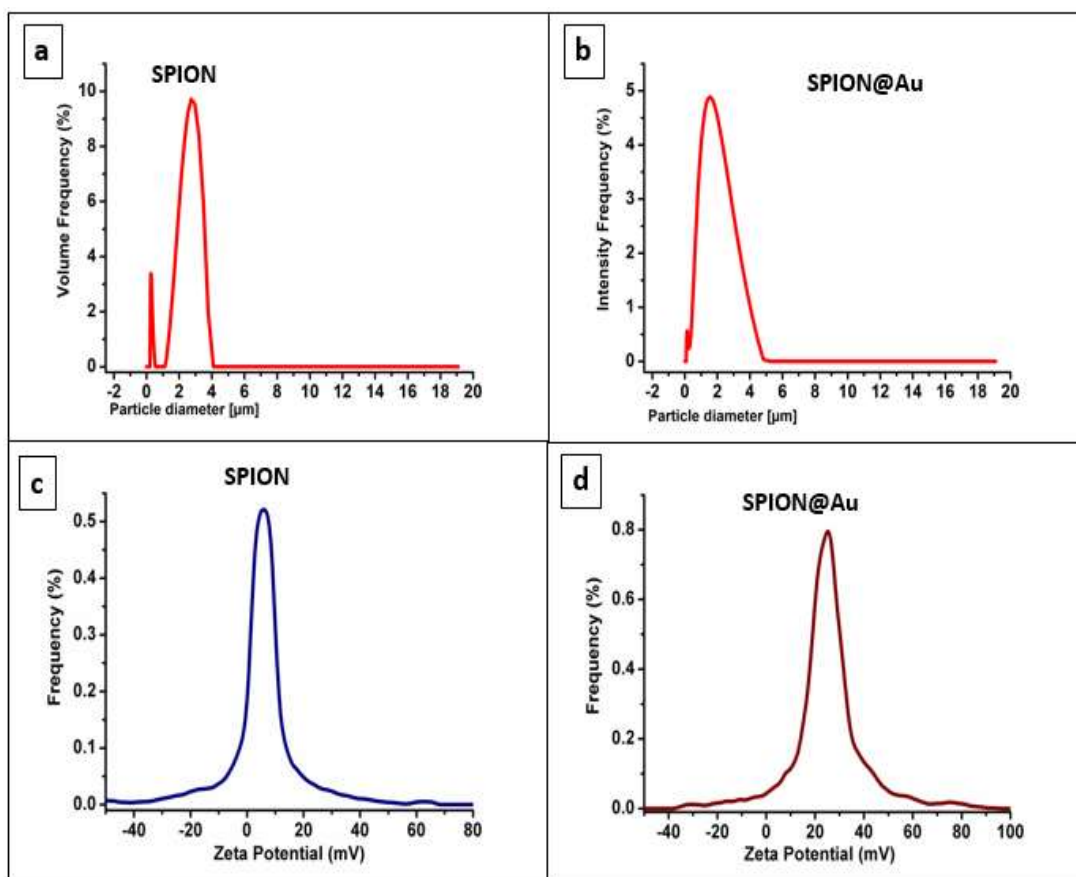 a
SPION
Volume Frequency (%)
10
8
6
4
2
0
-2 0 2 4 6 8 10 12 14 16 18 20
Particle diameter [µm]
b
SPION@Au
Intensity Frequency (%)
5
4
3
2
1
0
-2 0 2 4 6 8 10 12 14 16 18 20
Particle diameter [µm]
c
SPION
Frequency (%)
0.5
0.4
0.3
0.2
0.1
0.0
-40 -20 0 20 40 60 80
Zeta Potential (mV)
d
SPION@Au
Frequency (%)
0.8
0.6
0.4
0.2
0.0
-40 -20 0 20 40 60 80 100
Zeta Potential (mV)